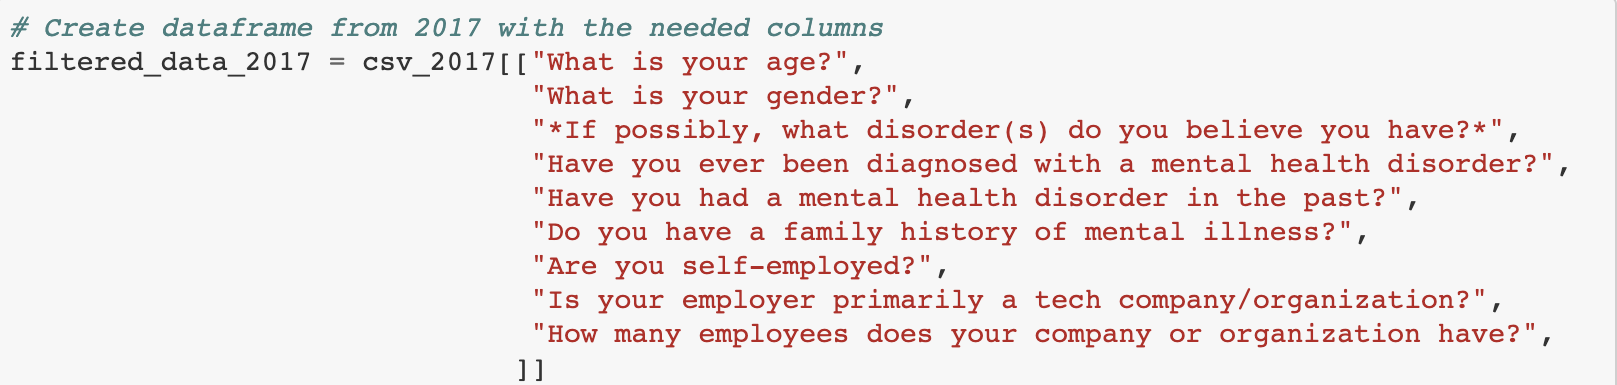 # Create dataframe from 2017 with the needed columns
filtered_data_2017 = csv_2017[["What is your age?",
"What is your gender?",
"*If possibly, what disorder(s) do you believe you have?*",
"Have you ever been diagnosed with a mental health disorder?",
"Have you had a mental health disorder in the past?",
"Do you have a family history of mental illness?",
"Are you self-employed?",
"Is your employer primarily a tech company/organization?",
"How many employees does your company or organization have?",
]]